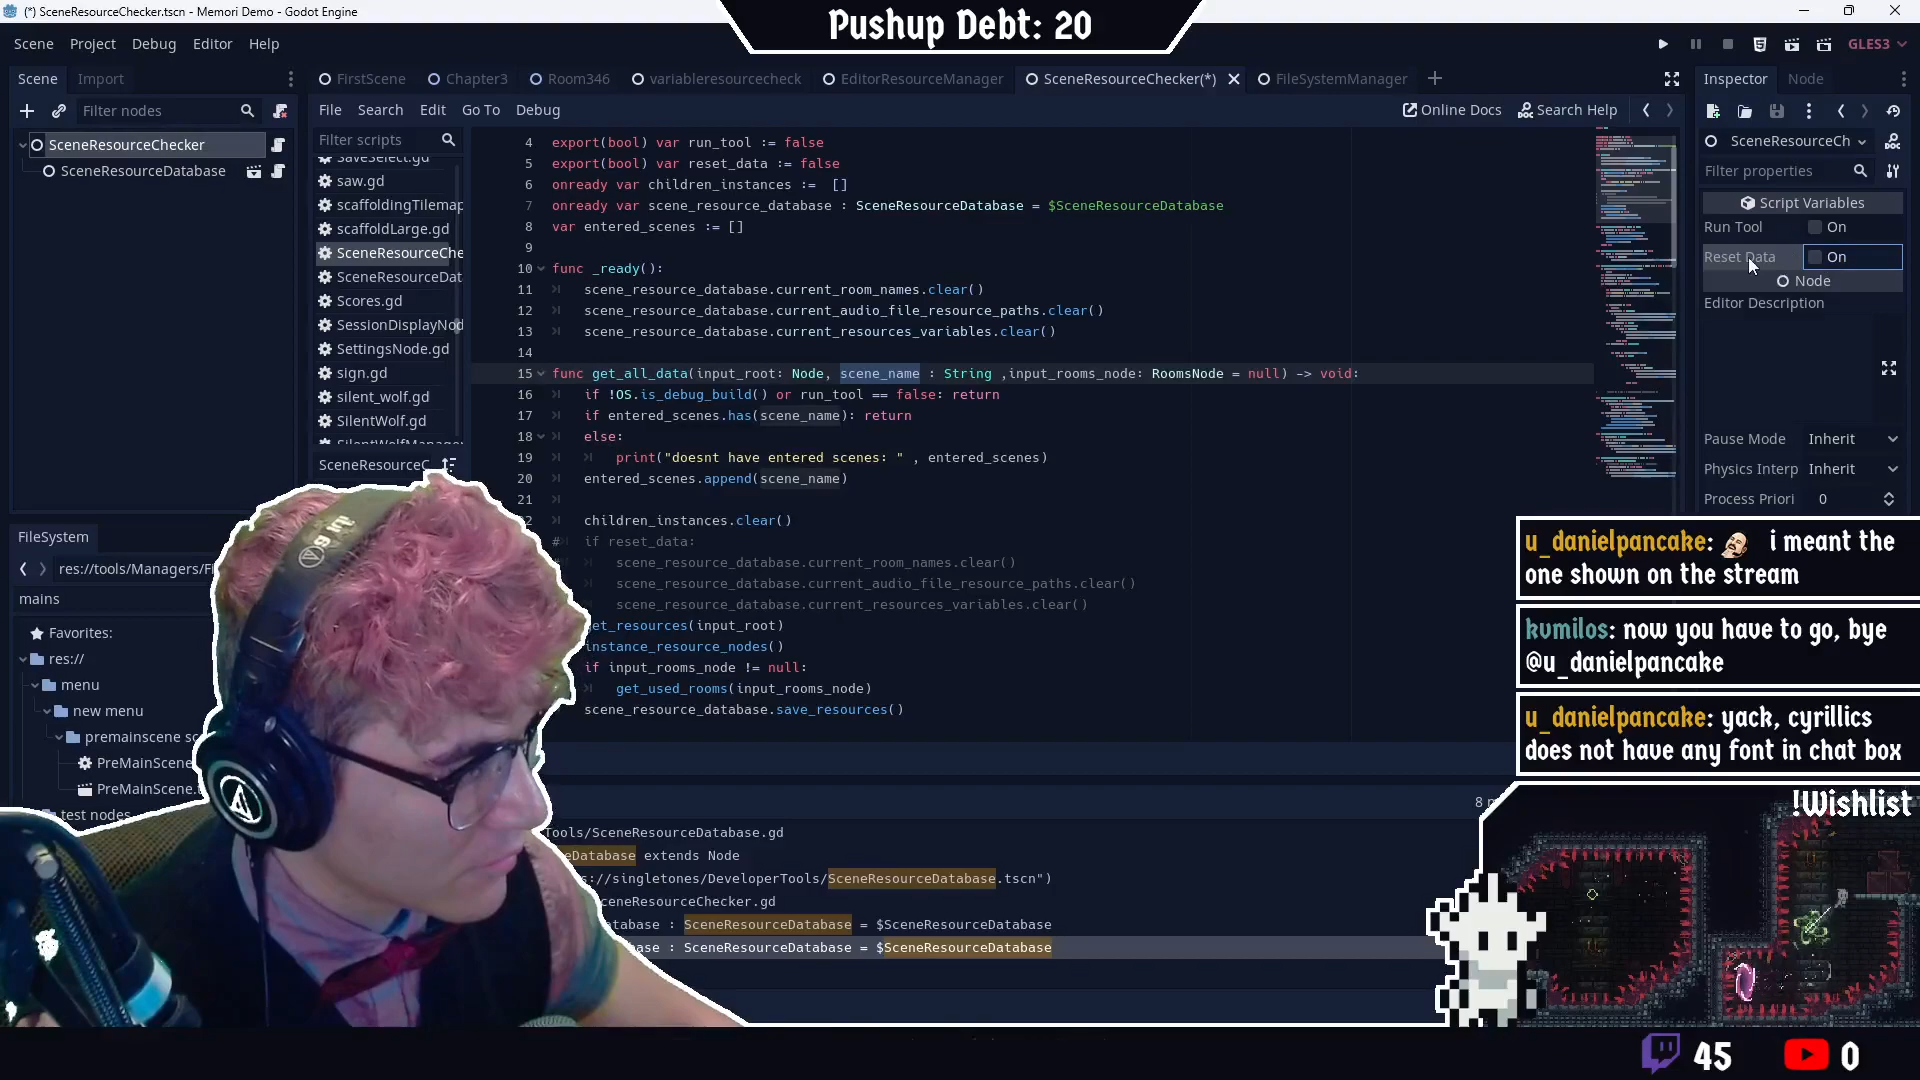 (*) SceneResourceChecker.tscn - Memori Demo - Godot Engine
Pushup Debt: 20
Scene Project Debug Editor Help
GLES3
Scene Import
FirstScene Chapter3 Room346 variableresourcecheck EditorResourceManager SceneResourceChecker(*) FileSystemManager
Inspector Node
Filter nodes
File Search Edit Go To Debug
Online Docs Search Help
SceneResourceChecker
SceneResourceDatabase
Filter scripts
SaveSelect.gd
saw.gd
scaffoldingTilemap
scaffoldLarge.gd
SceneResourceChe
SceneResourceDat
Scores.gd
SessionDisplayNod
SettingsNode.gd
sign.gd
silent_wolf.gd
SilentWolf.gd
SilentWolfManager
SceneResourceC
4 export(bool) var run_tool := false
5 export(bool) var reset_data := false
6 onready var children_instances := []
7 onready var scene_resource_database : SceneResourceDatabase = $SceneResourceDatabase
8 var entered_scenes := []
9
10 func _ready():
11 scene_resource_database.current_room_names.clear()
12 scene_resource_database.current_audio_file_resource_paths.clear()
13 scene_resource_database.current_resources_variables.clear()
14
15 func get_all_data(input_root: Node, scene_name : String ,input_rooms_node: RoomsNode = null) -> void:
16 if !OS.is_debug_build() or run_tool == false: return
17 if entered_scenes.has(scene_name): return
18 else:
19 print("doesnt have entered scenes: " , entered_scenes)
20 entered_scenes.append(scene_name)
21
children_instances.clear()
# if reset_data:
scene_resource_database.current_room_names.clear()
scene_resource_database.current_audio_file_resource_paths.clear()
scene_resource_database.current_resources_variables.clear()
get_resources(input_root)
instance_resource_nodes()
if input_rooms_node != null:
get_used_rooms(input_rooms_node)
scene_resource_database.save_resources()
SceneResourceCh
Filter properties
Script Variables
Run Tool On
Reset Data On
Node
Editor Description
Pause Mode Inherit
Physics Interp Inherit
Process Priori 0
FileSystem
res://tools/Managers/F
mains
Favorites:
res://
menu
new menu
premainscene sc
PreMainScene
PreMainScene.
test nodes
Tools/SceneResourceDatabase.gd
eDatabase extends Node
s://singletones/DeveloperTools/SceneResourceDatabase.tscn")
ceneResourceChecker.gd
tabase : SceneResourceDatabase = $SceneResourceDatabase
base : SceneResourceDatabase = $SceneResourceDatabase
u_danielpancake: i meant the
one shown on the stream
kvmilos: now you have to go, bye
@u_danielpancake
u_danielpancake: yack, cyrillics
does not have any font in chat box
!Wishlist
45 0